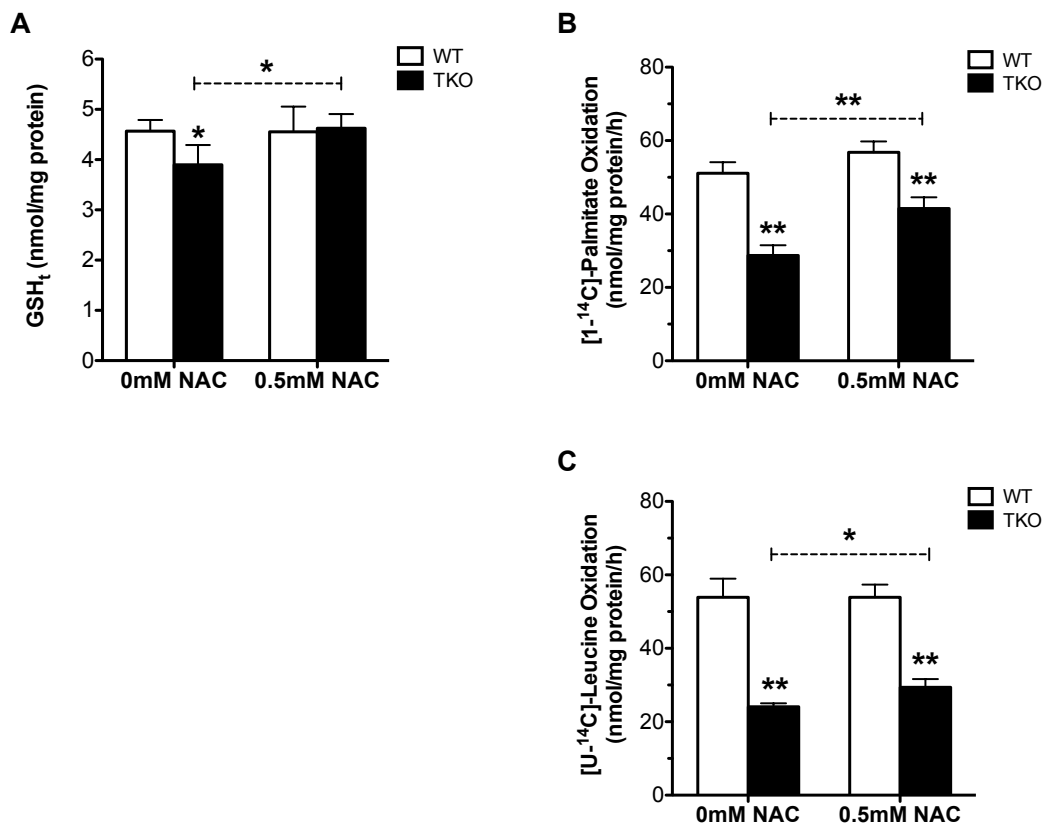 A
GSHt (nmol/mg protein)
6
5
4
3
2
1
0
*
*
WT
TKO
0mM NAC
0.5mM NAC
B
[1-14C]-Palmitate Oxidation
(nmol/mg protein/h)
80
60
40
20
0
**
**
**
WT
TKO
0mM NAC
0.5mM NAC
C
[U-14C]-Leucine Oxidation
(nmol/mg protein/h)
80
60
40
20
0
*
**
**
WT
TKO
0mM NAC
0.5mM NAC